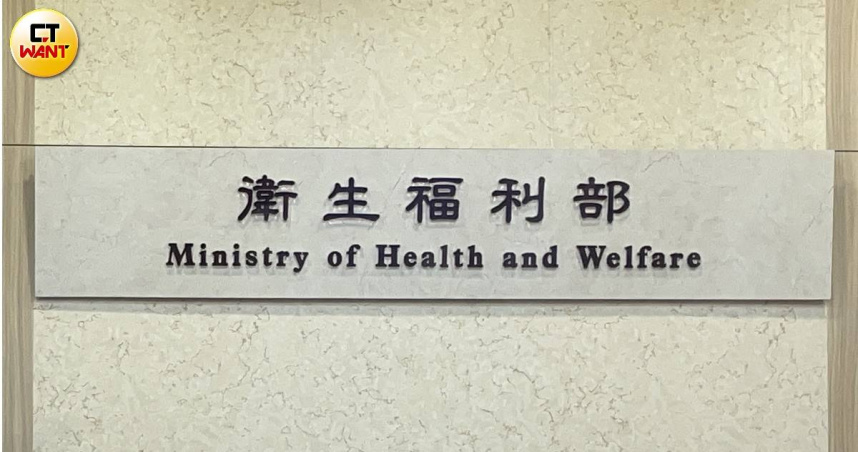 CT
WANT
衛生福利部
Ministry of Health and Welfare